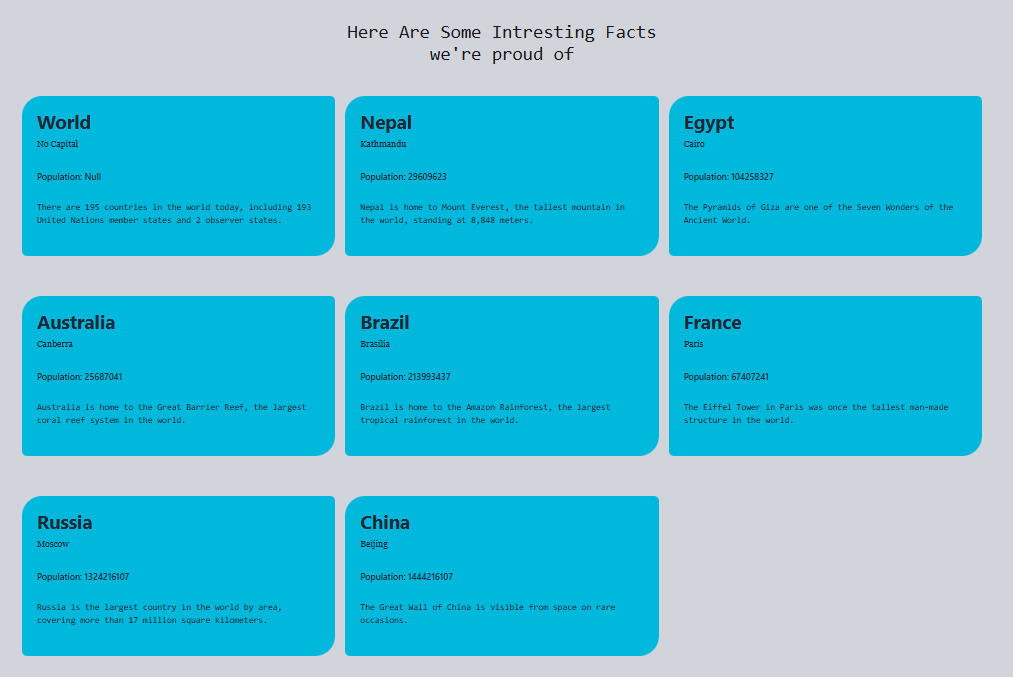 Here Are Some Intresting Facts
we're proud of
World
No Capital
Population: Null
There are 195 countries in the world today, including 193
United Nations member states and 2 observer states.
Nepal
Kathmandu
Population: 29609623
Nepal is home to Mount Everest, the tallest mountain in
the world, standing at 8,848 meters.
Egypt
Cairo
Population: 104258327
The Pyramids of Giza are one of the Seven Wonders of the
Ancient World.
Australia
Canberra
Population: 25687041
Australia is home to the Great Barrier Reef, the largest
coral reef system in the world.
Brazil
Brasília
Population: 213993437
Brazil is home to the Amazon Rainforest, the largest
tropical rainforest in the world.
France
Paris
Population: 67407241
The Eiffel Tower in Paris was once the tallest man-made
structure in the world.
Russia
Moscow
Population: 1324216107
Russia is the largest country in the world by area,
covering more than 17 million square kilometers.
China
Beijing
Population: 1444216107
The Great Wall of China is visible from space on rare
occasions.